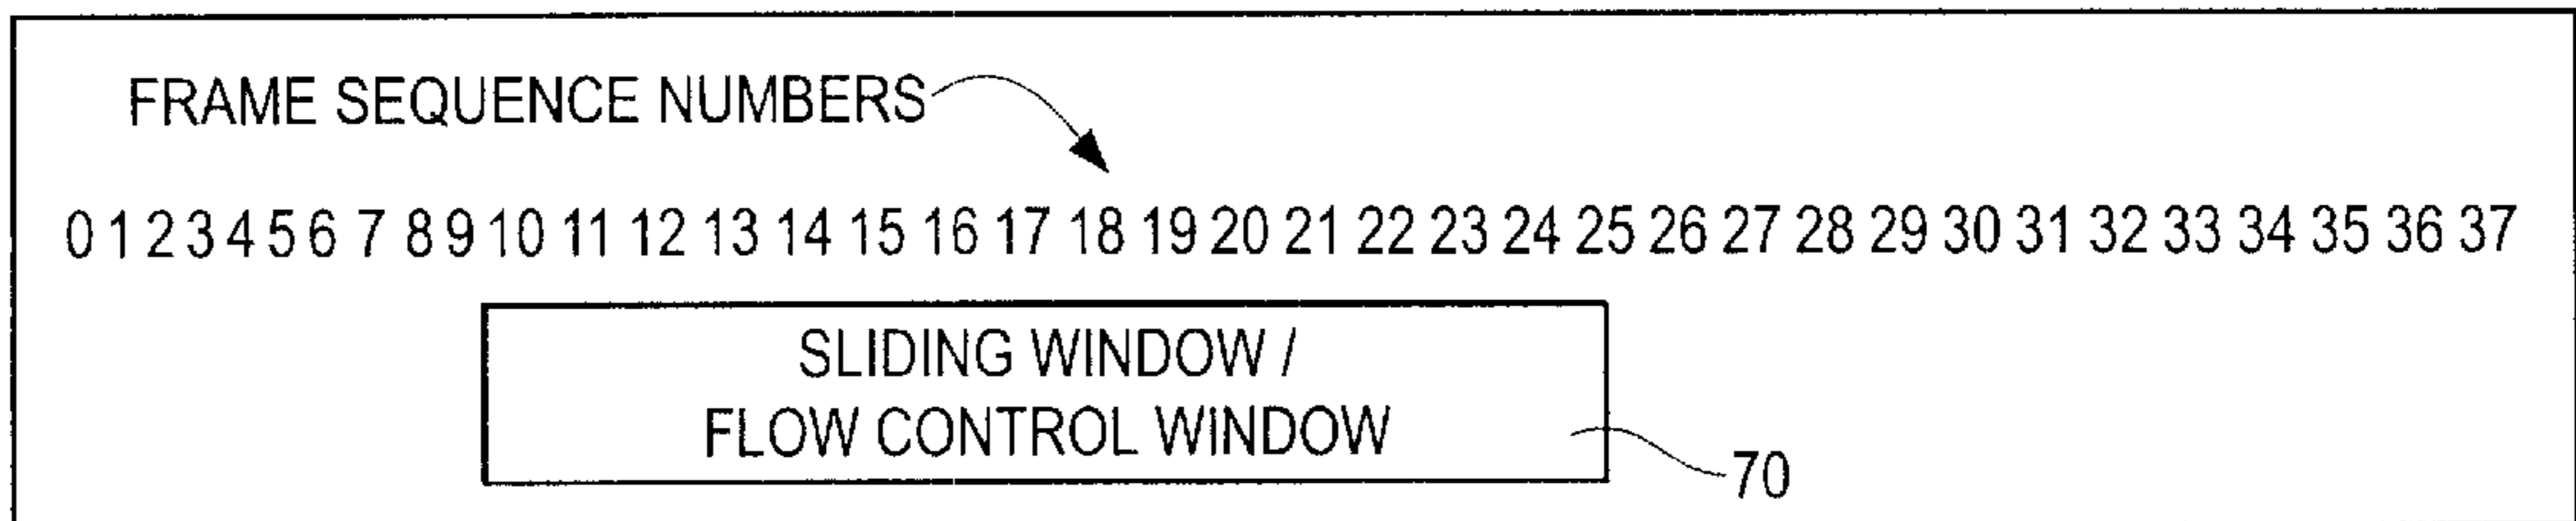 FRAME SEQUENCE NUMBERS
0 1 2 3 4 5 6 7 8 9 10 11 12 13 14 15 16 17 18 19 20 21 22 23 24 25 26 27 28 29 30 31 32 33 34 35 36 37
SLIDING WINDOW /
FLOW CONTROL WINDOW
70